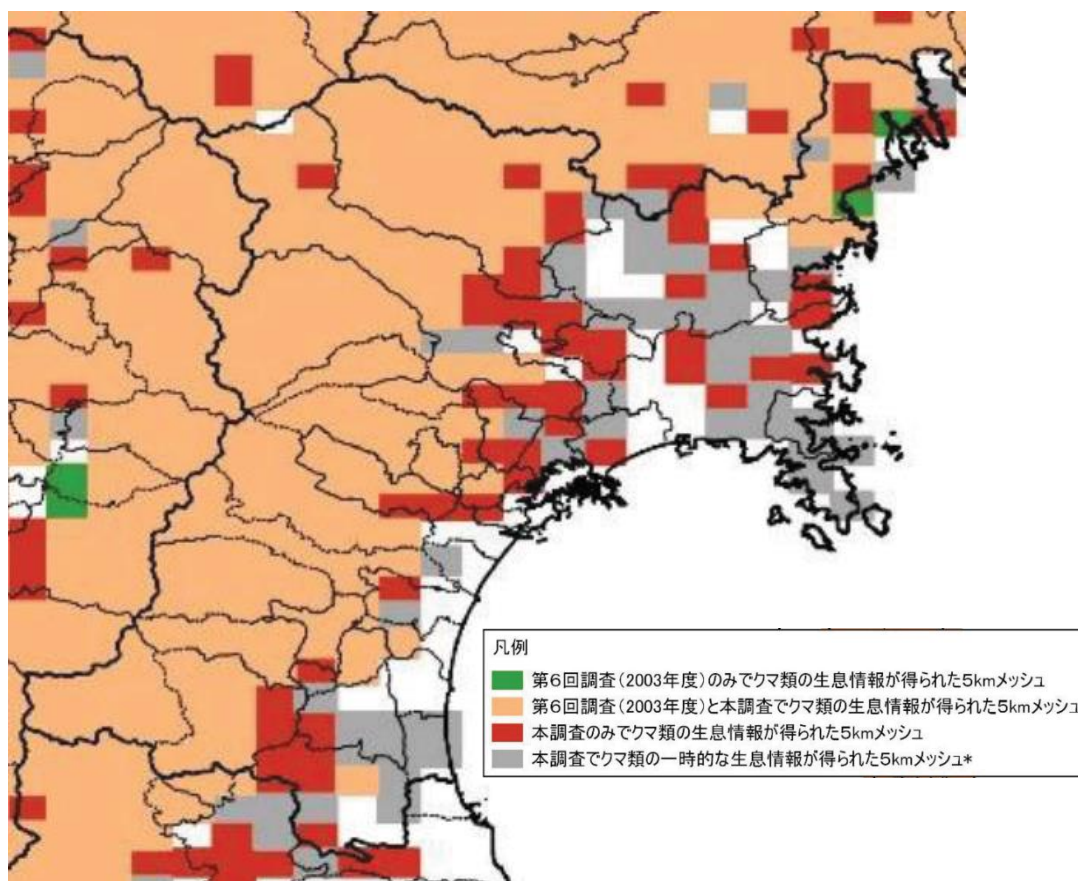 凡例
第6回調査(2003年度)のみでクマ類の生息情報が得られた5kmメッシュ
第6回調査(2003年度)と本調査でクマ類の生息情報が得られた5kmメッシュ
本調査のみでクマ類の生息情報が得られた5kmメッシュ
本調査でクマ類の一時的な生息情報が得られた5kmメッシュ*